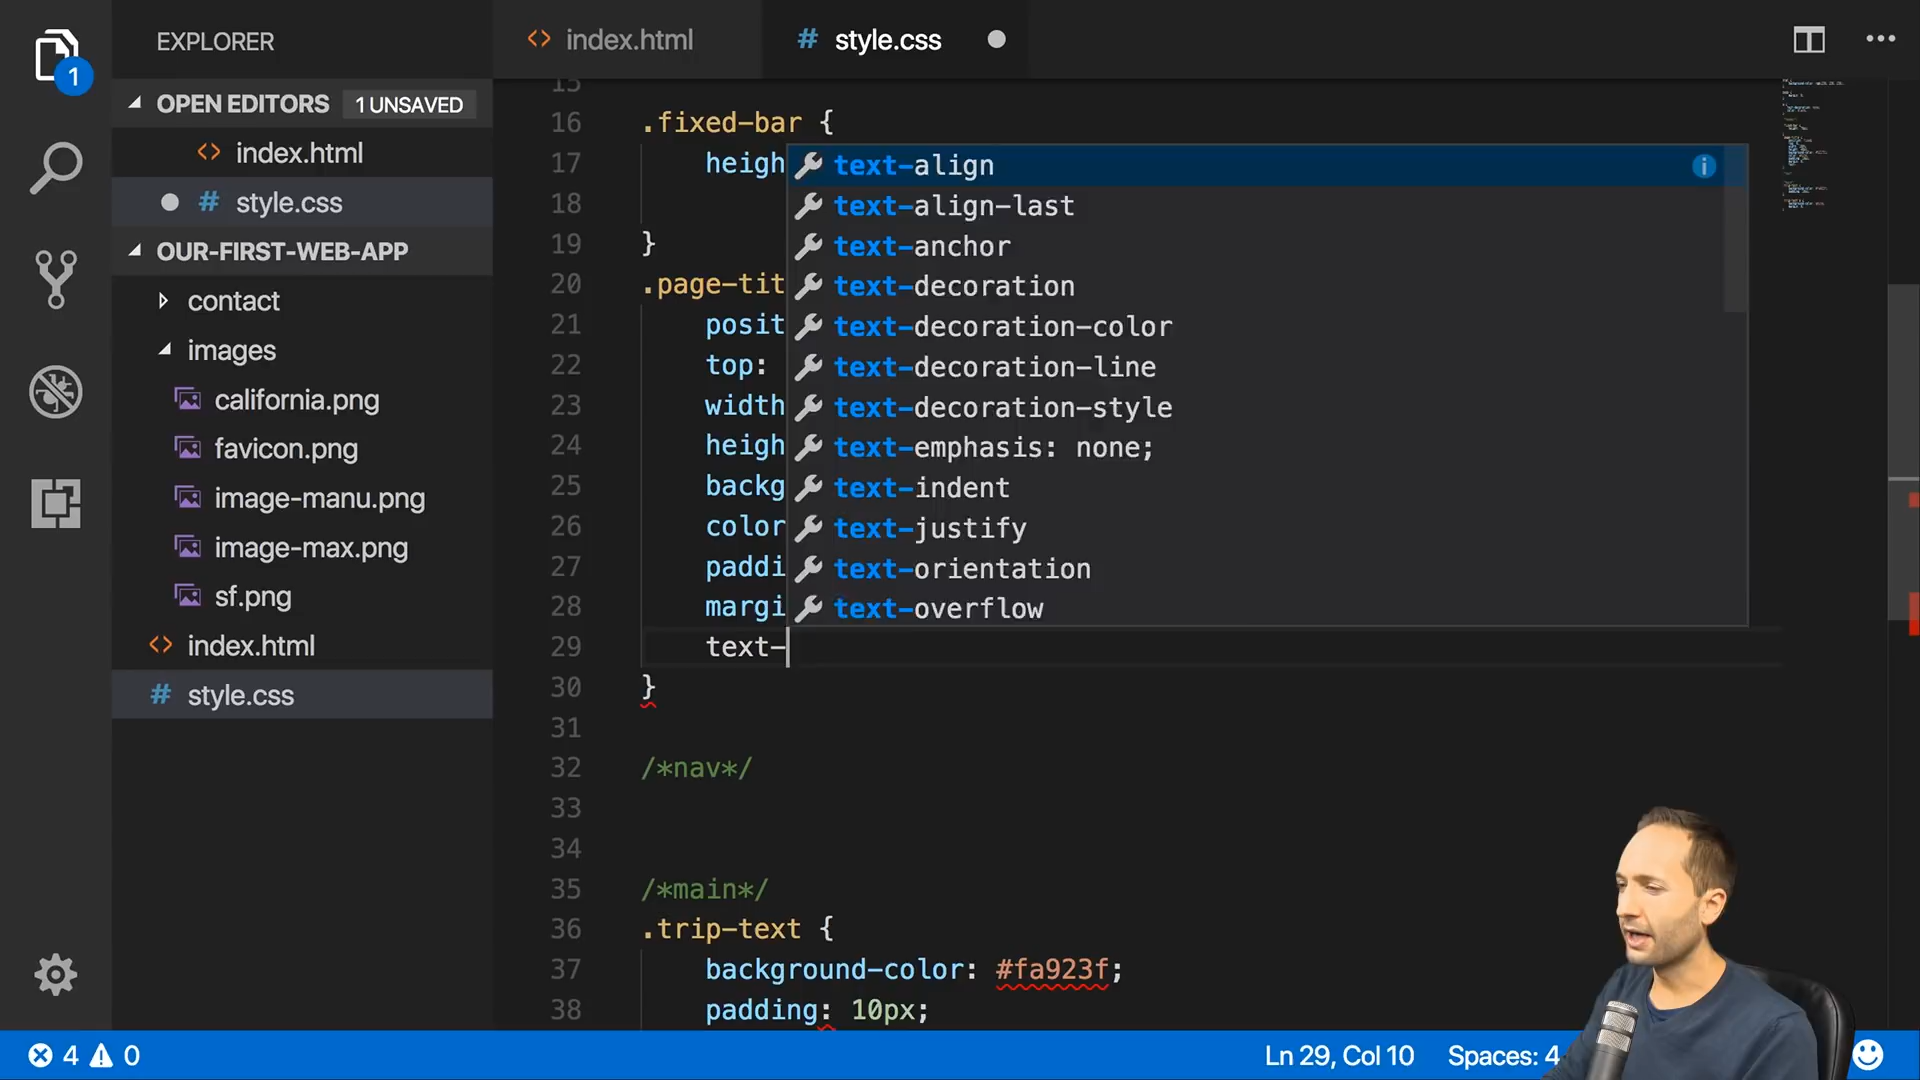 EXPLORER
OPEN EDITORS
1 UNSAVED
index.html
style.css
OUR-FIRST-WEB-APP
contact
images
california.png
favicon.png
image-manu.png
image-max.png
sf.png
index.html
style.css
1
index.html
style.css
15
16 .fixed-bar {
17 heigh
18
19 }
20 .page-tit
21 posit
22 top:
23 width
24 heigh
25 backg
26 color
27 paddi
28 margi
29 text-
30 }
31
32 /*nav*/
33
34
35 /*main*/
36 .trip-text {
37 background-color: #fa923f;
38 padding: 10px;
text-align
text-align-last
text-anchor
text-decoration
text-decoration-color
text-decoration-line
text-decoration-style
text-emphasis: none;
text-indent
text-justify
text-orientation
text-overflow
4 0
Ln 29, Col 10
Spaces: 4